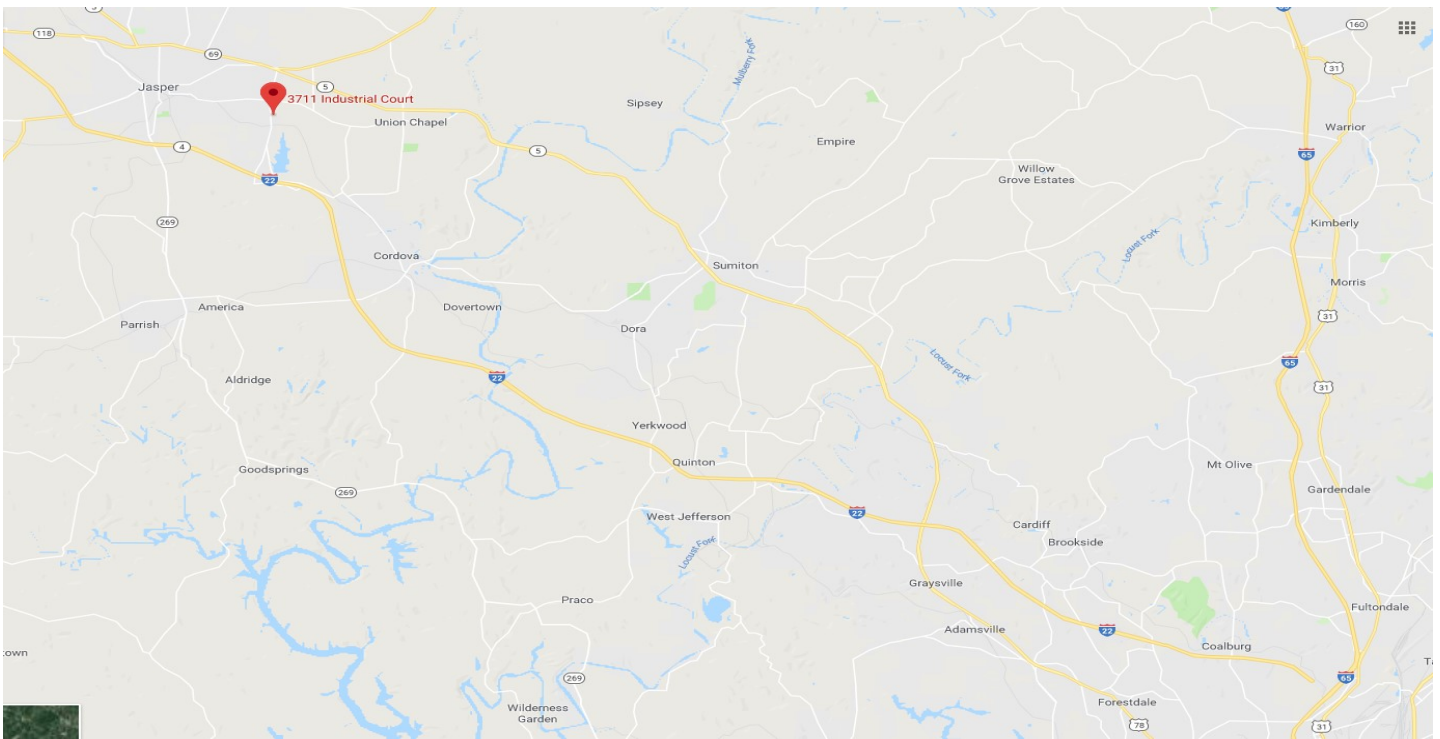 118
69
Jasper
5
3711 Industrial Court
Union Chapel
Sipsey
Mulberry Fork
Empire
160
31
Warrior
65
4
22
5
Willow
Grove Estates
269
Kimberly
Locust Fork
Cordova
Sumiton
Morris
America
Dovertown
Parrish
Dora
31
Locust Fork
65
22
Aldridge
31
Yerkwood
Quinton
Goodsprings
Mt Olive
269
Gardendale
22
West Jefferson
Cardiff
Brookside
Locust Fork
Graysville
Praco
Fultondale
22
Adamsville
Coalburg
own
269
65
Wilderness
Garden
Forestdale
78
31